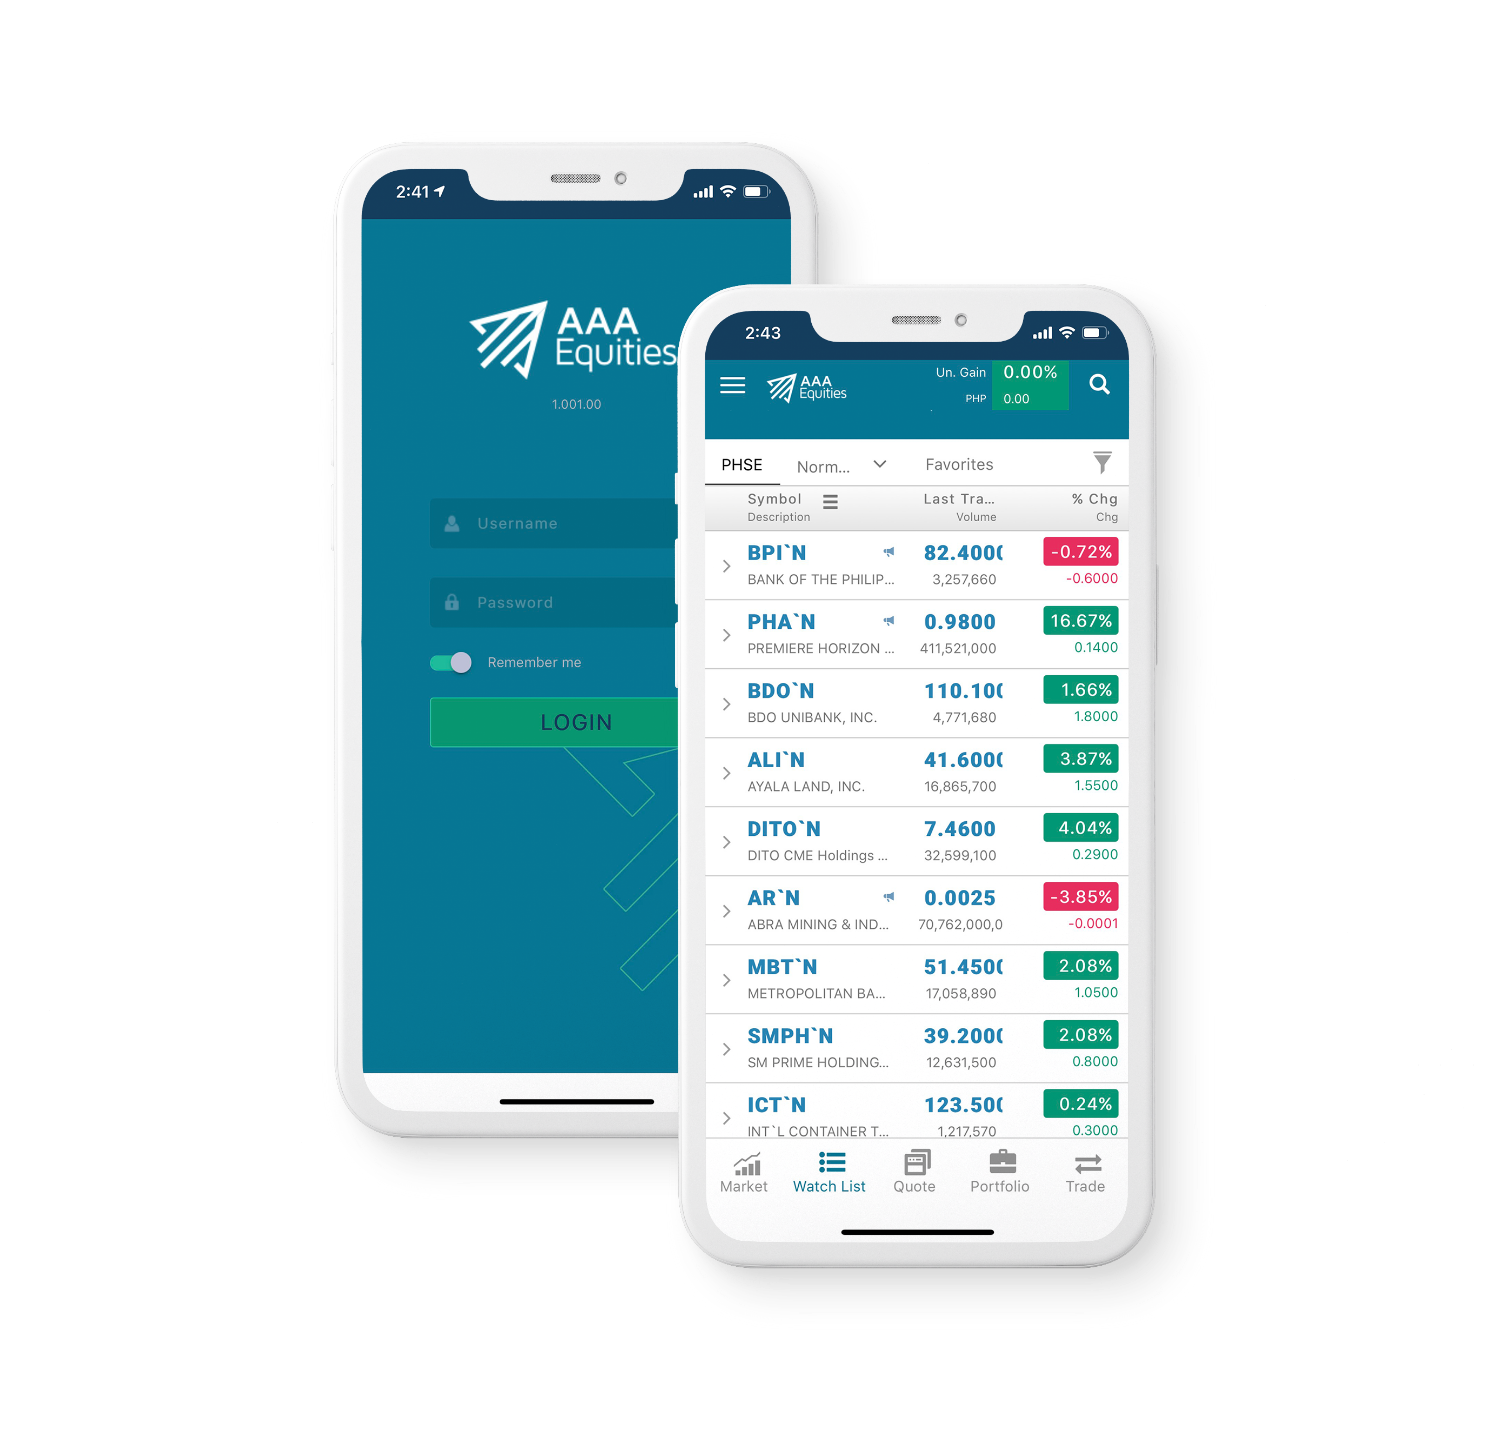 2:41
AAA
Equities
1.001.00
Username
Password
Remember me
LOGIN
2:43
AAA
Equities
Un. Gain 0.00%
PHP 0.00
PHSE Norm... Favorites
Symbol Last Tra... % Chg
Description Volume Chg
BPI`N 82.4000 -0.72%
BANK OF THE PHILIP... 3,257,660 -0.6000
PHA`N 0.9800 16.67%
PREMIERE HORIZON ... 411,521,000 0.1400
BDO`N 110.100 1.66%
BDO UNIBANK, INC. 4,771,680 1.8000
ALI`N 41.6000 3.87%
AYALA LAND, INC. 16,865,700 1.5500
DITO`N 7.4600 4.04%
DITO CME Holdings ... 32,599,100 0.2900
AR`N 0.0025 -3.85%
ABRA MINING & IND... 70,762,000,0 -0.0001
MBT`N 51.4500 2.08%
METROPOLITAN BA... 17,058,890 1.0500
SMPH`N 39.2000 2.08%
SM PRIME HOLDING... 12,631,500 0.8000
ICT`N 123.500 0.24%
INT`L CONTAINER T... 1,217,570 0.3000
Market Watch List Quote Portfolio Trade